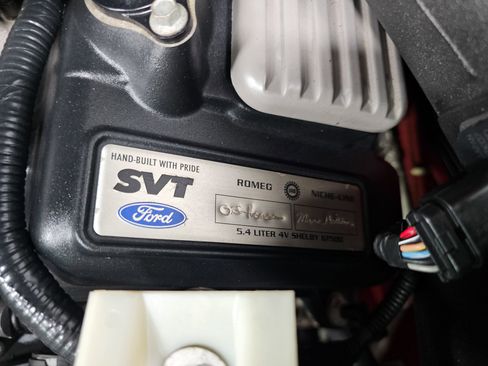 HAND-BUILT WITH PRIDE
SVT
Ford
ROMEO
NICHE-LINE
5.4 LITER 4V SHELBY GT500